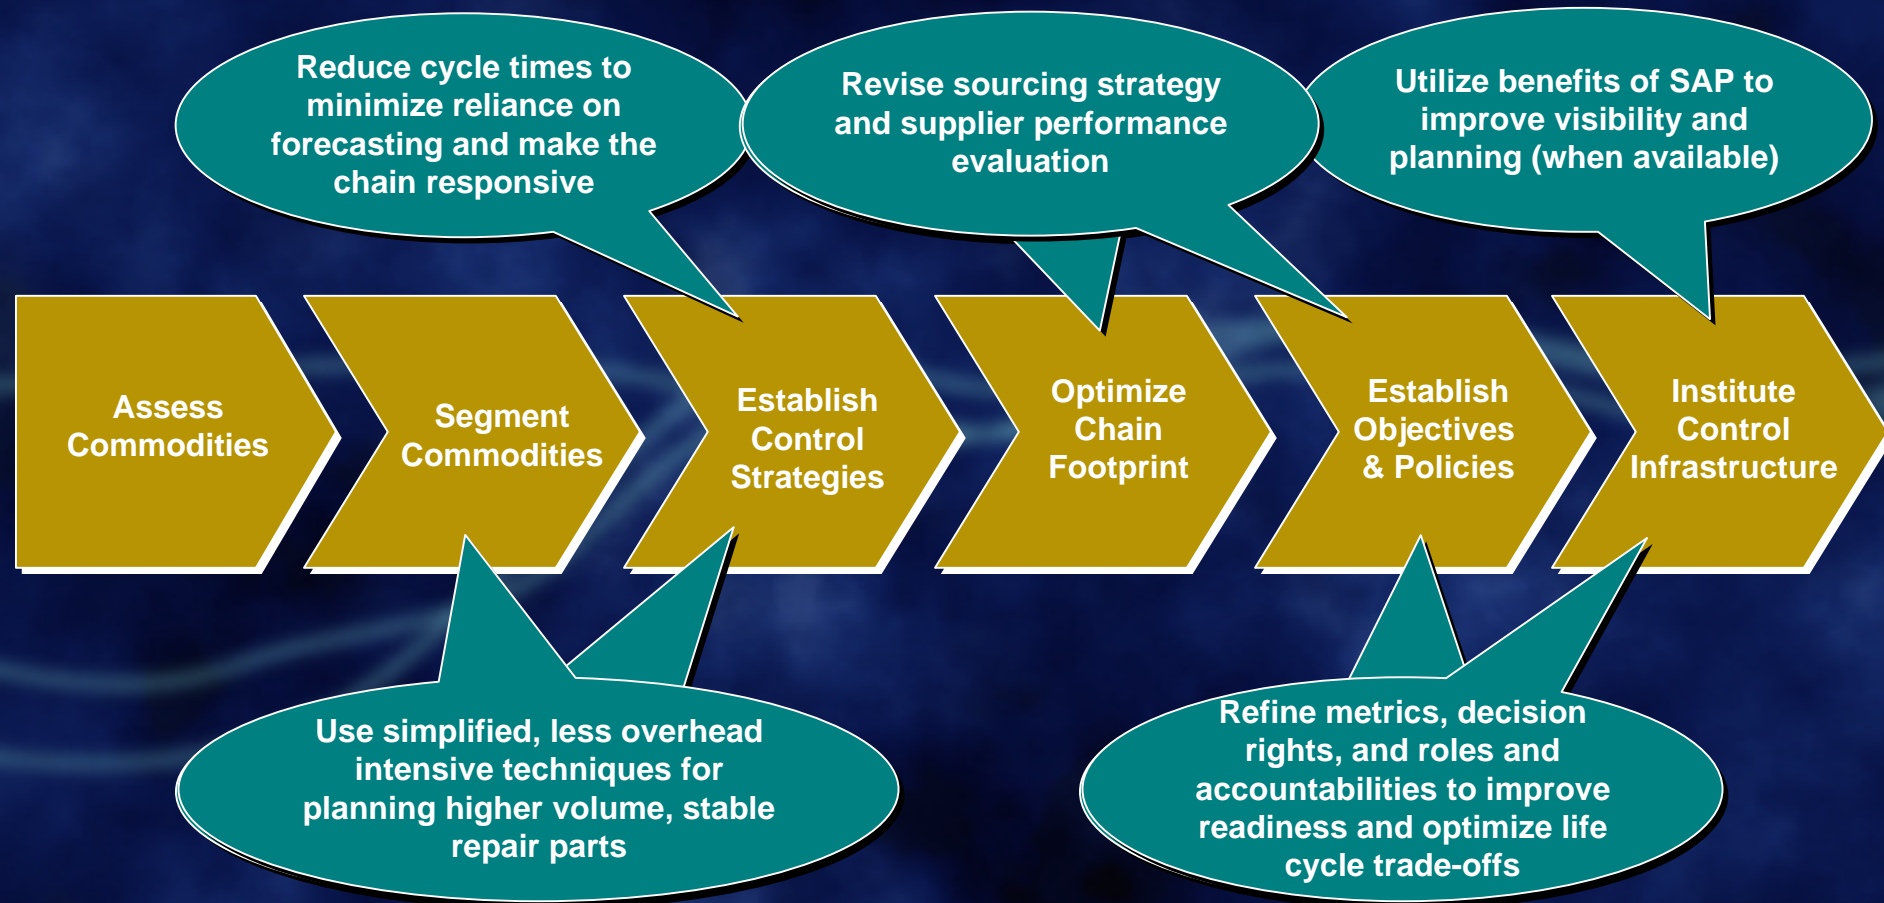 Reduce cycle times to
minimize reliance on
forecasting and make the
chain responsive
Revise sourcing strategy
and supplier performance
evaluation
Utilize benefits of SAP to
improve visibility and
planning (when available)
Assess
Commodities
Segment
Commodities
Establish
Control
Strategies
Optimize
Chain
Footprint
Establish
Objectives
& Policies
Institute
Control
Infrastructure
Use simplified, less overhead
intensive techniques for
planning higher volume, stable
repair parts
Refine metrics, decision
rights, and roles and
accountabilities to improve
readiness and optimize life
cycle trade-offs